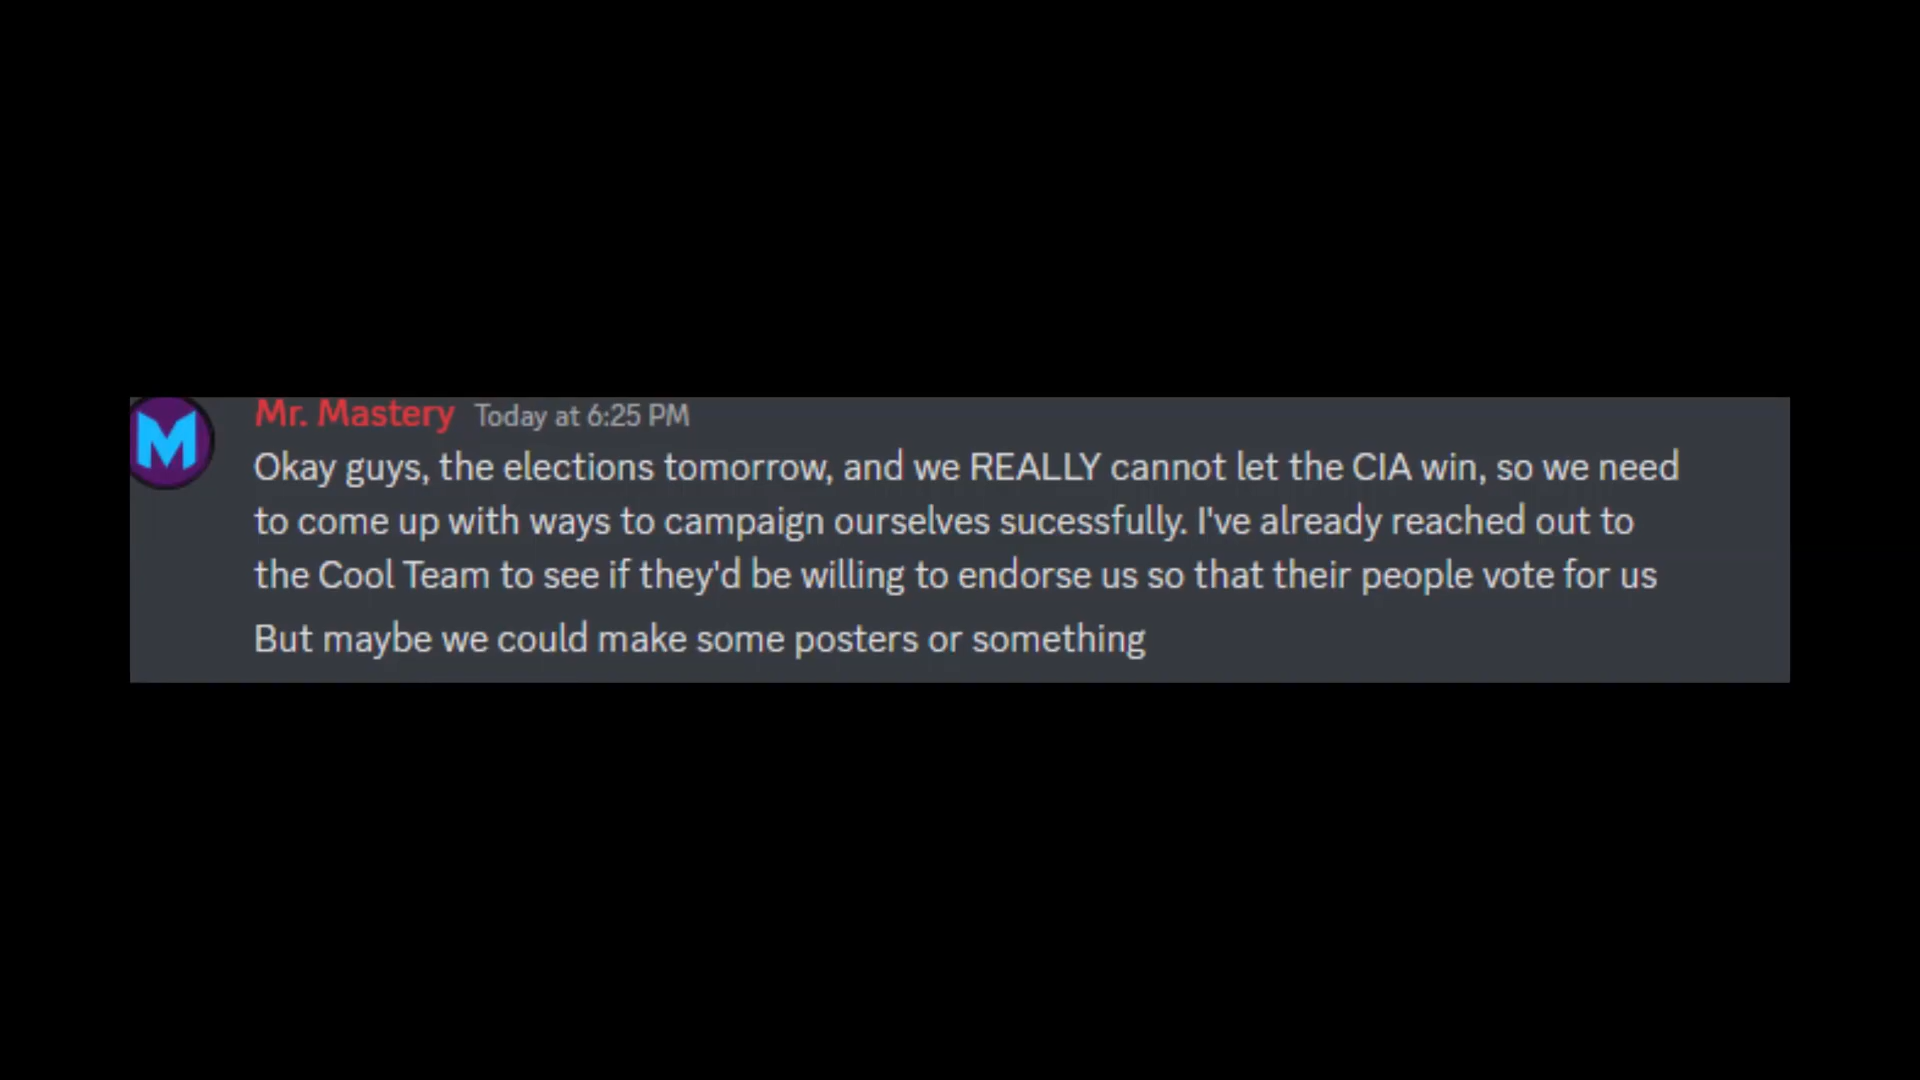 M
Mr. Mastery Today at 6:25 PM
Okay guys, the elections tomorrow, and we REALLY cannot let the CIA win, so we need
to come up with ways to campaign ourselves sucessfully. I've already reached out to
the Cool Team to see if they'd be willing to endorse us so that their people vote for us
But maybe we could make some posters or something